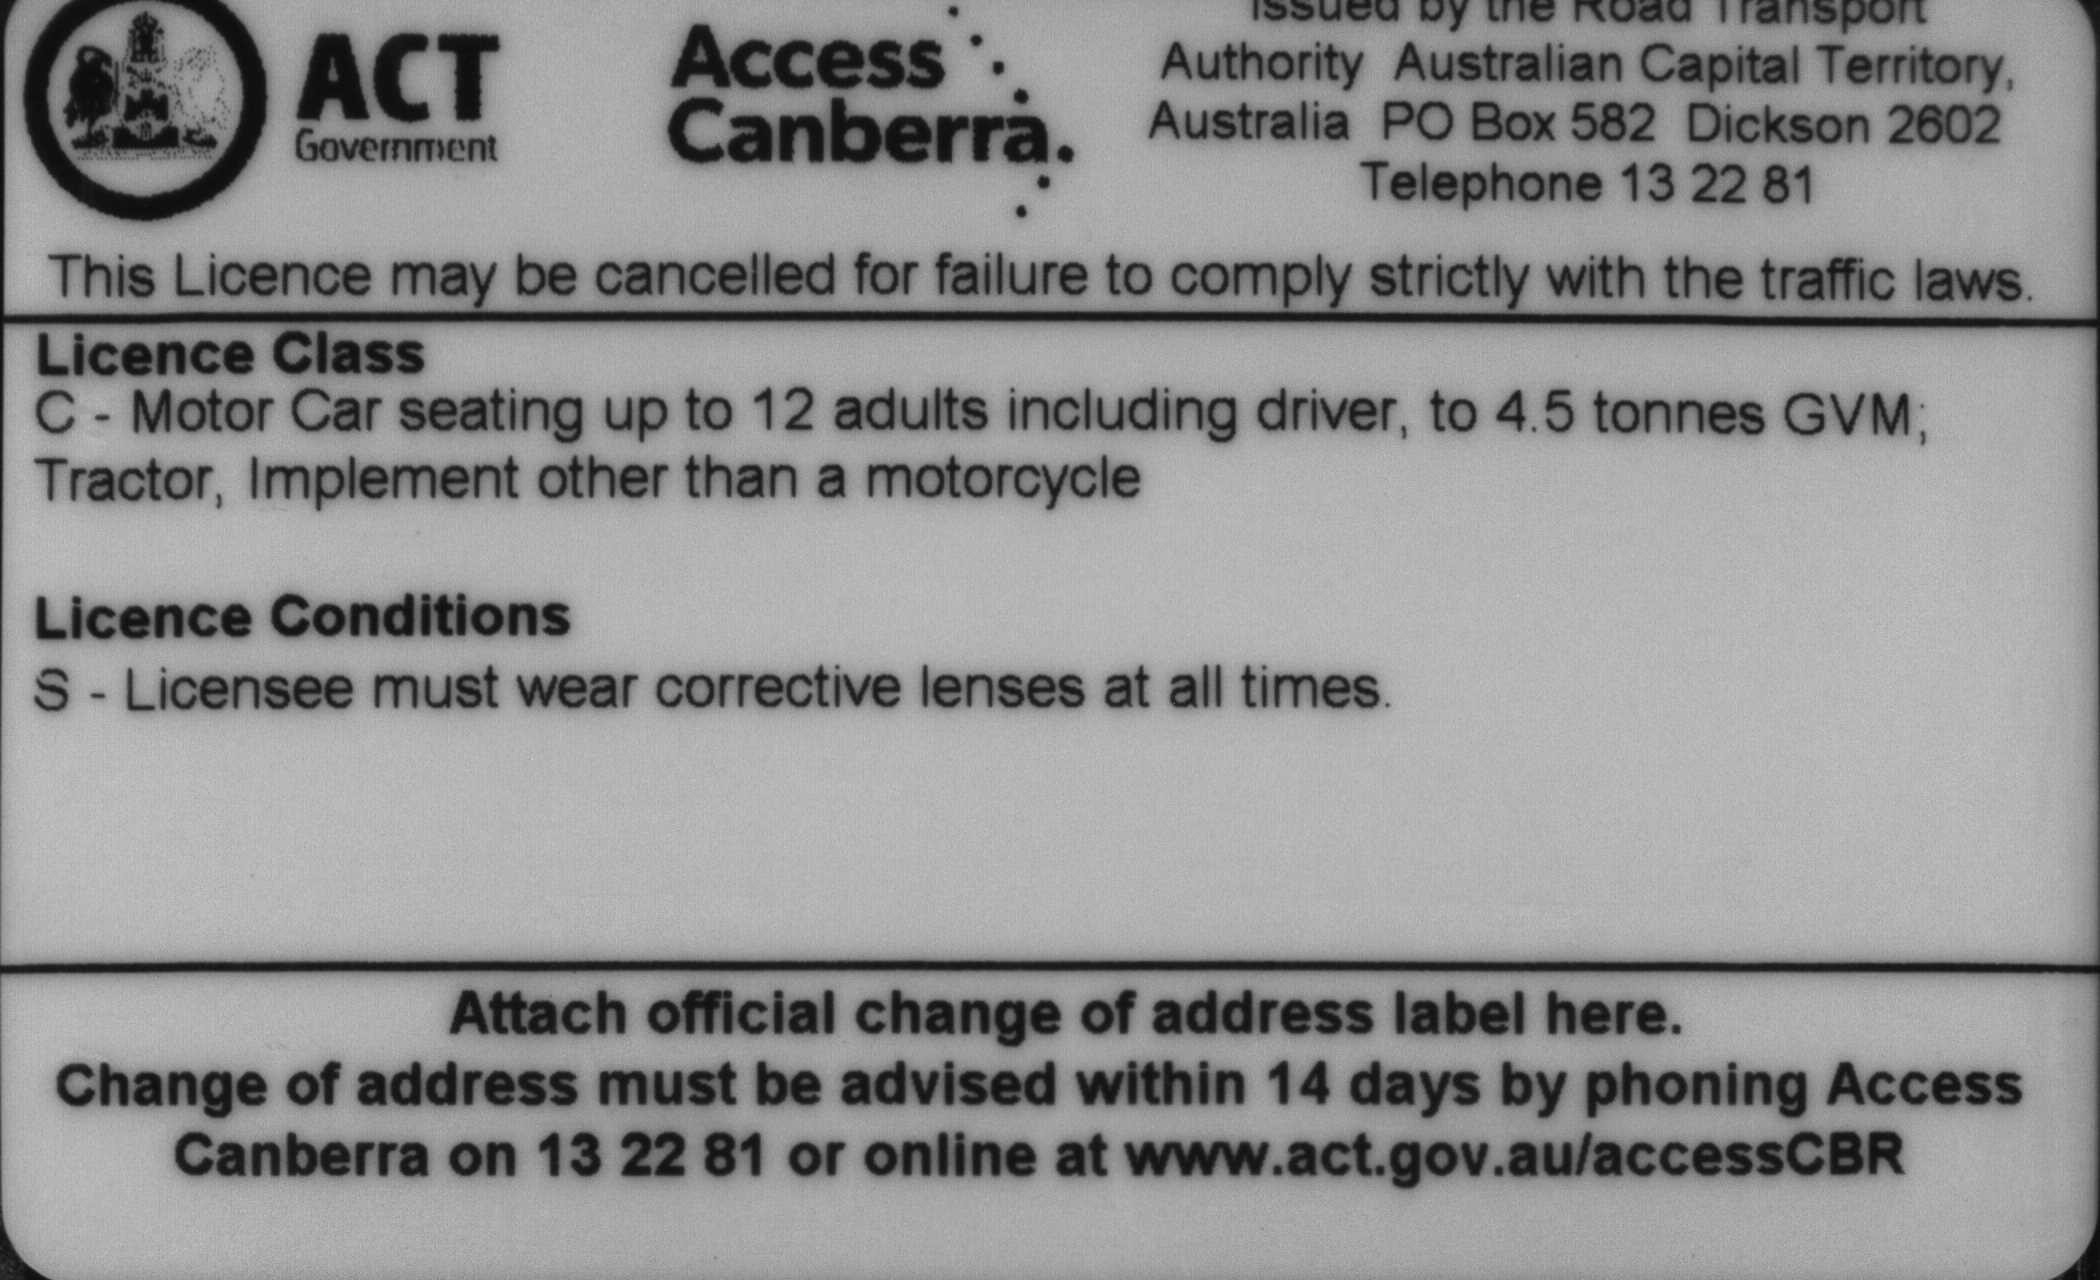 ACT
Government
Access
Canberra.
Issued by the Road Transport
Authority Australian Capital Territory,
Australia PO Box 582 Dickson 2602
Telephone 13 22 81
This Licence may be cancelled for failure to comply strictly with the traffic laws.
Licence Class
C - Motor Car seating up to 12 adults including driver, to 4.5 tonnes GVM;
Tractor, Implement other than a motorcycle
Licence Conditions
S - Licensee must wear corrective lenses at all times.
Attach official change of address label here.
Change of address must be advised within 14 days by phoning Access
Canberra on 13 22 81 or online at www.act.gov.au/accessCBR